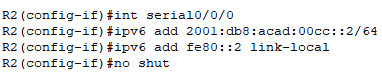 R2(config-if)#int serial0/0/0
R2(config-if)#ipv6 add 2001:db8:acad:00cc::2/64
R2(config-if)#ipv6 add fe80::2 link-local
R2(config-if)#no shut